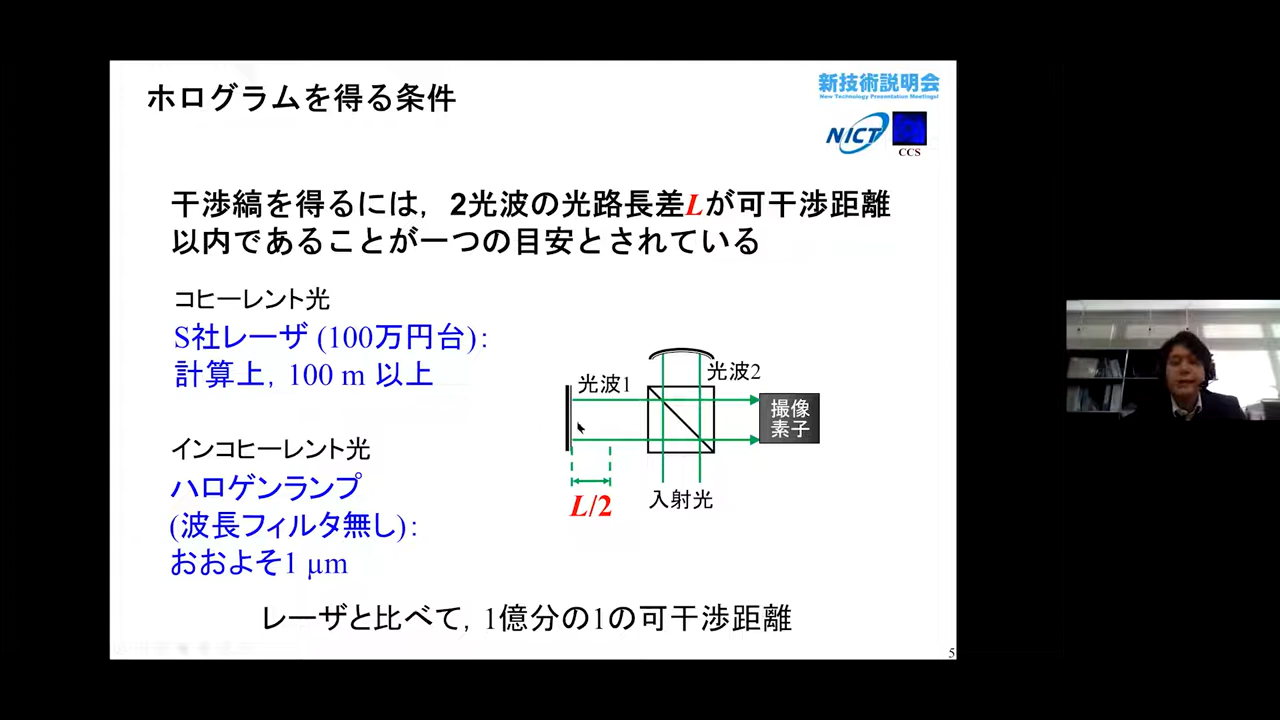 ホログラムを得る条件
新技術説明会
New Technology Presentation Meetings!
NICT
CCS
干渉縞を得るには，2光波の光路長差Lが可干渉距離
以内であることが一つの目安とされている
コヒーレント光
S社レーザ (100万円台)：
計算上，100 m 以上
インコヒーレント光
ハロゲンランプ
(波長フィルタ無し)：
おおよそ1 μm
光波1
光波2
撮像
素子
L/2
入射光
レーザと比べて，1億分の1の可干渉距離
5